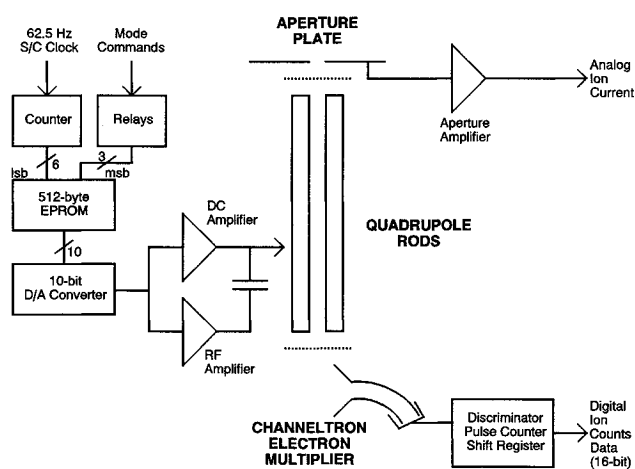 62.5 Hz
S/C Clock
Mode
Commands
APERTURE
PLATE
Analog
Ion
Current
Counter
Relays
Aperture
Amplifier
lsb
6
3
msb
512-byte
EPROM
DC
Amplifier
QUADRUPOLE
RODS
10
10-bit
D/A Converter
RF
Amplifier
CHANNELTRON
ELECTRON
MULTIPLIER
Discriminator
Pulse Counter
Shift Register
Digital
Ion
Counts
Data
(16-bit)